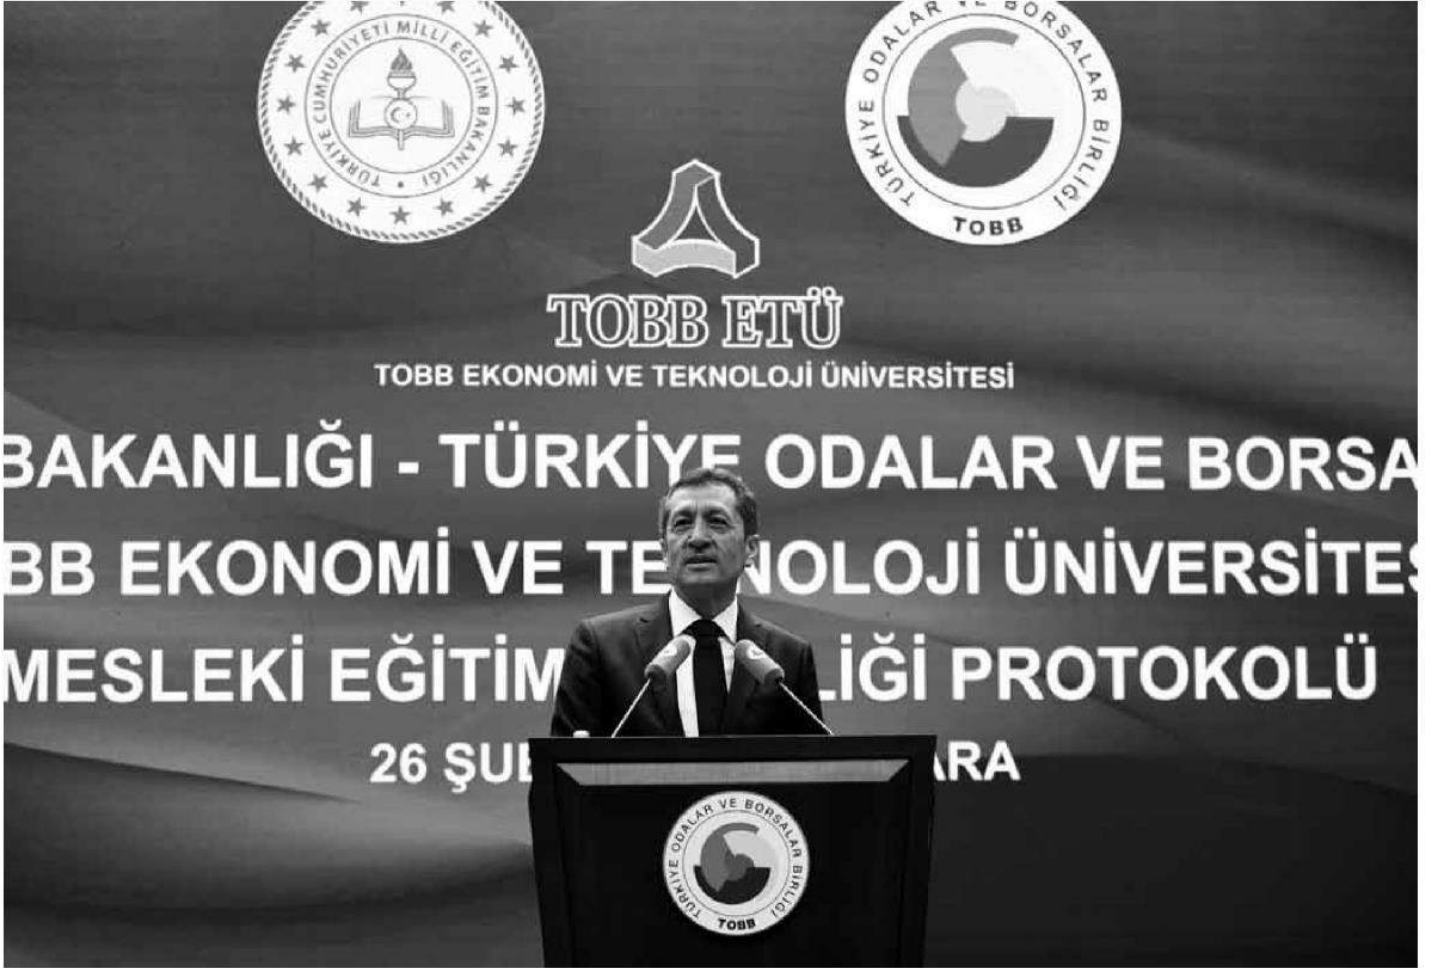 TÜRKİYE CUMHURİYETİ MİLLİ EĞİTİM BAKANLIĞI
TÜRKİYE ODALAR VE BORSALAR BİRLİĞİ
TOBB
TOBB ETÜ
TOBB EKONOMİ VE TEKNOLOJİ ÜNİVERSİTESİ
BAKANLIĞI - TÜRKİYE ODALAR VE BORSA
BB EKONOMİ VE TE NOLOJİ ÜNİVERSİTES
MESLEKİ EĞİTİM LİĞİ PROTOKOLÜ
26 ŞUB ARA
TÜRKİYE ODALAR VE BORSALAR BİRLİĞİ
TOBB